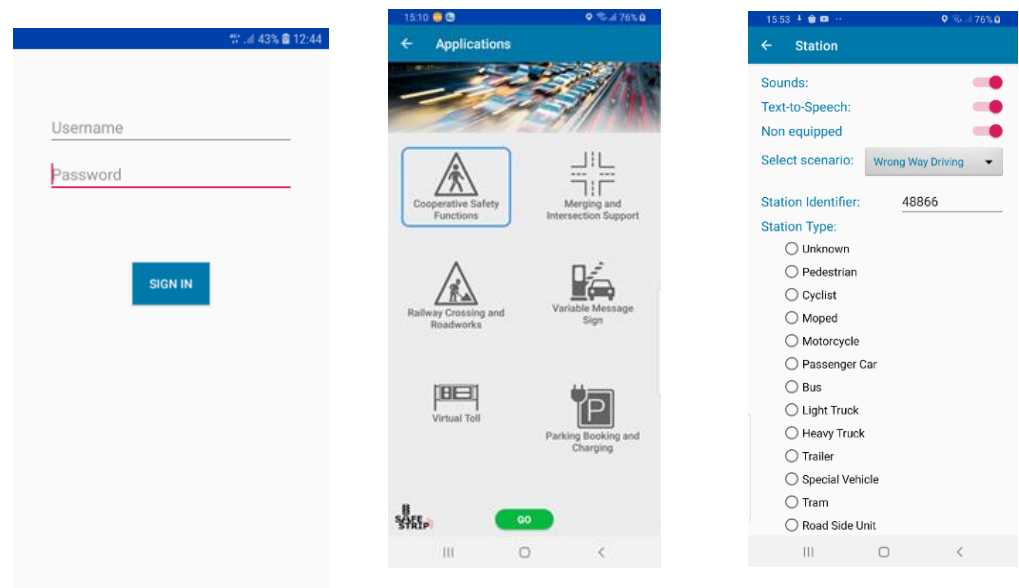 43% 12:44
Username
Password
SIGN IN
15:10 76%
Applications
Cooperative Safety
Functions
Merging and
Intersection Support
Railway Crossing and
Roadworks
Variable Message
Sign
Virtual Toll
P
Parking Booking and
Charging
SAFE
STRIP
GO
15:53 76%
Station
Sounds:
Text-to-Speech:
Non equipped
Select scenario: Wrong Way Driving
Station Identifier: 48866
Station Type:
Unknown
Pedestrian
Cyclist
Moped
Motorcycle
Passenger Car
Bus
Light Truck
Heavy Truck
Trailer
Special Vehicle
Tram
Road Side Unit